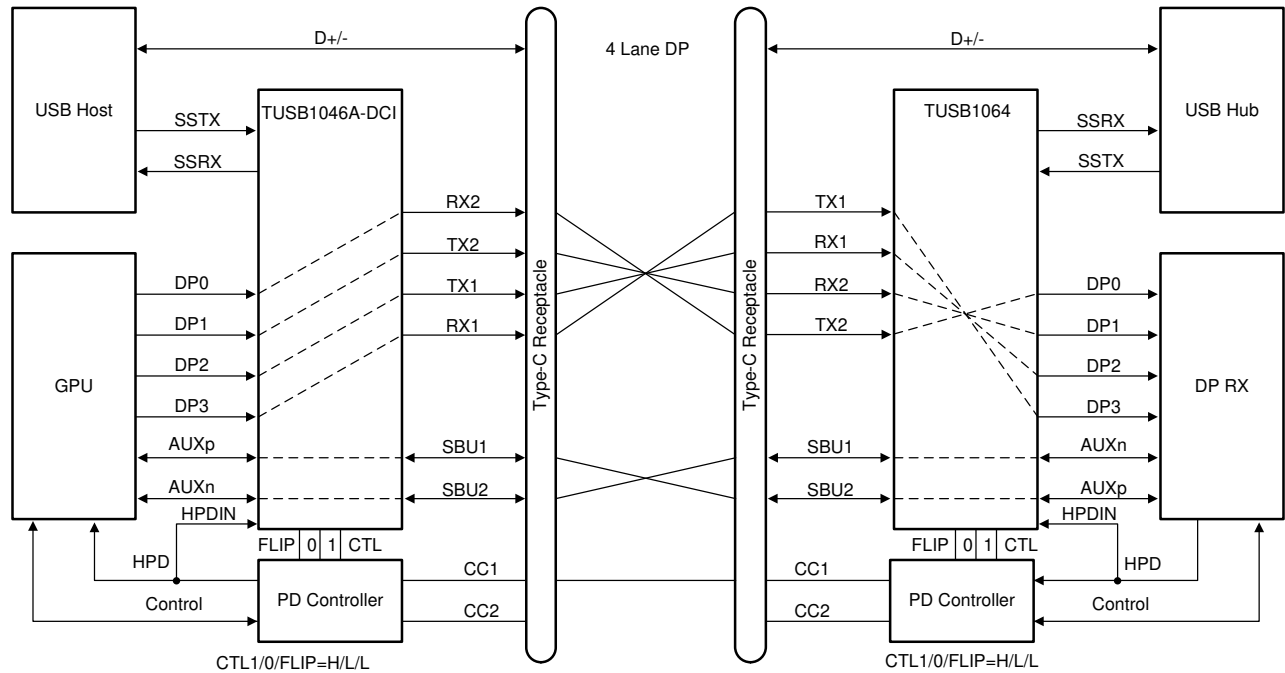 D+/-
4 Lane DP
D+/-
USB Host
TUSB1046A-DCI
TUSB1064
USB Hub
SSTX
SSRX
SSRX
SSTX
RX2
TX2
TX1
RX1
TX1
RX1
RX2
TX2
Type-C Receptacle
Type-C Receptacle
GPU
DP0
DP1
DP2
DP3
AUXp
AUXn
SBU1
SBU2
SBU1
SBU2
DP0
DP1
DP2
DP3
AUXn
AUXp
DP RX
HPDIN
HPDIN
FLIP 0 1 CTL
FLIP 0 1 CTL
HPD
HPD
Control
Control
PD Controller
PD Controller
CC1
CC2
CC1
CC2
CTL1/0/FLIP=H/L/L
CTL1/0/FLIP=H/L/L